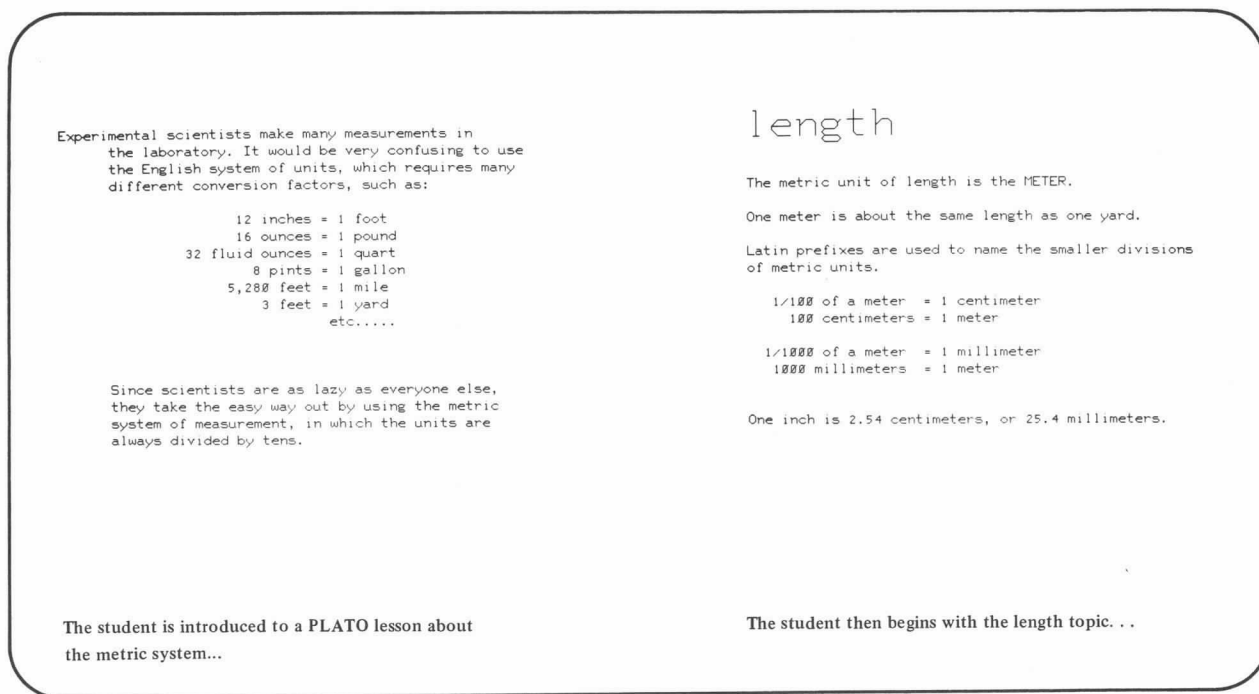 Experimental scientists make many measurements in
the laboratory. It would be very confusing to use
the English system of units, which requires many
different conversion factors, such as:
12 inches = 1 foot
16 ounces = 1 pound
32 fluid ounces = 1 quart
8 pints = 1 gallon
5,280 feet = 1 mile
3 feet = 1 yard
etc.....
Since scientists are as lazy as everyone else,
they take the easy way out by using the metric
system of measurement, in which the units are
always divided by tens.
The student is introduced to a PLATO lesson about
the metric system...
length
The metric unit of length is the METER.
One meter is about the same length as one yard.
Latin prefixes are used to name the smaller divisions
of metric units.
1/100 of a meter = 1 centimeter
100 centimeters = 1 meter
1/1000 of a meter = 1 millimeter
1000 millimeters = 1 meter
One inch is 2.54 centimeters, or 25.4 millimeters.
The student then begins with the length topic. . .